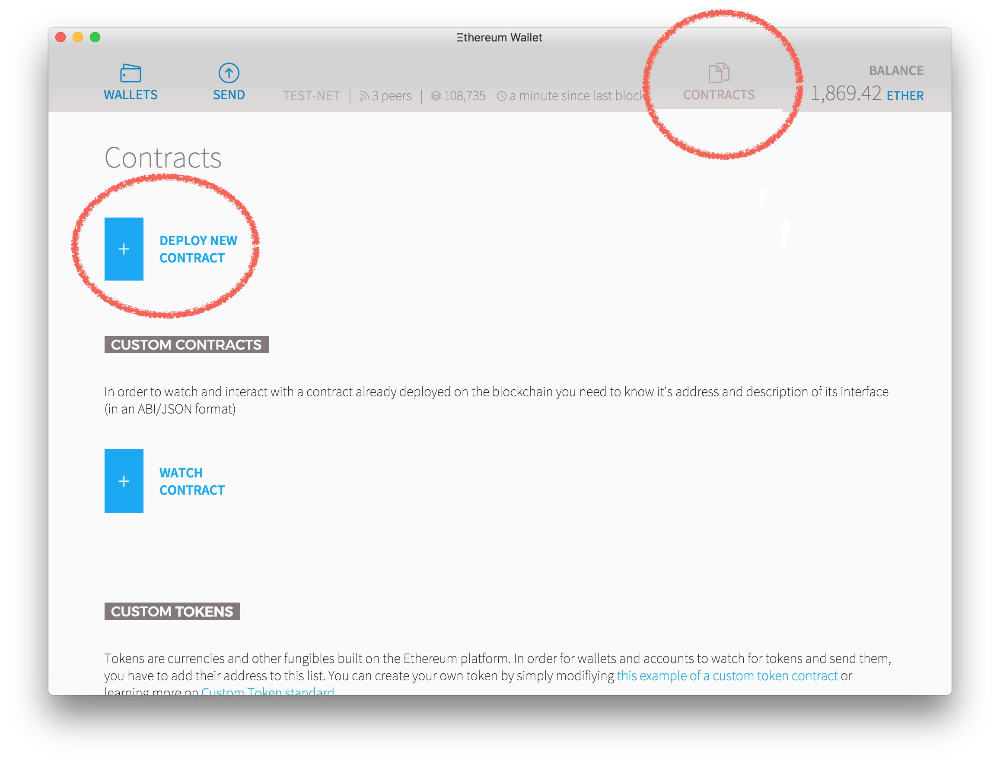 Ξthereum Wallet
WALLETS
SEND
TEST-NET | 3 peers | 108,735 a minute since last block
CONTRACTS
BALANCE
1,869.42 ETHER
Contracts
DEPLOY NEW
CONTRACT
CUSTOM CONTRACTS
In order to watch and interact with a contract already deployed on the blockchain you need to know it's address and description of its interface
(in an ABI/JSON format)
WATCH
CONTRACT
CUSTOM TOKENS
Tokens are currencies and other fungibles built on the Ethereum platform. In order for wallets and accounts to watch for tokens and send them,
you have to add their address to this list. You can create your own token by simply modifiying this example of a custom token contract or
learning more on Custom Token standard